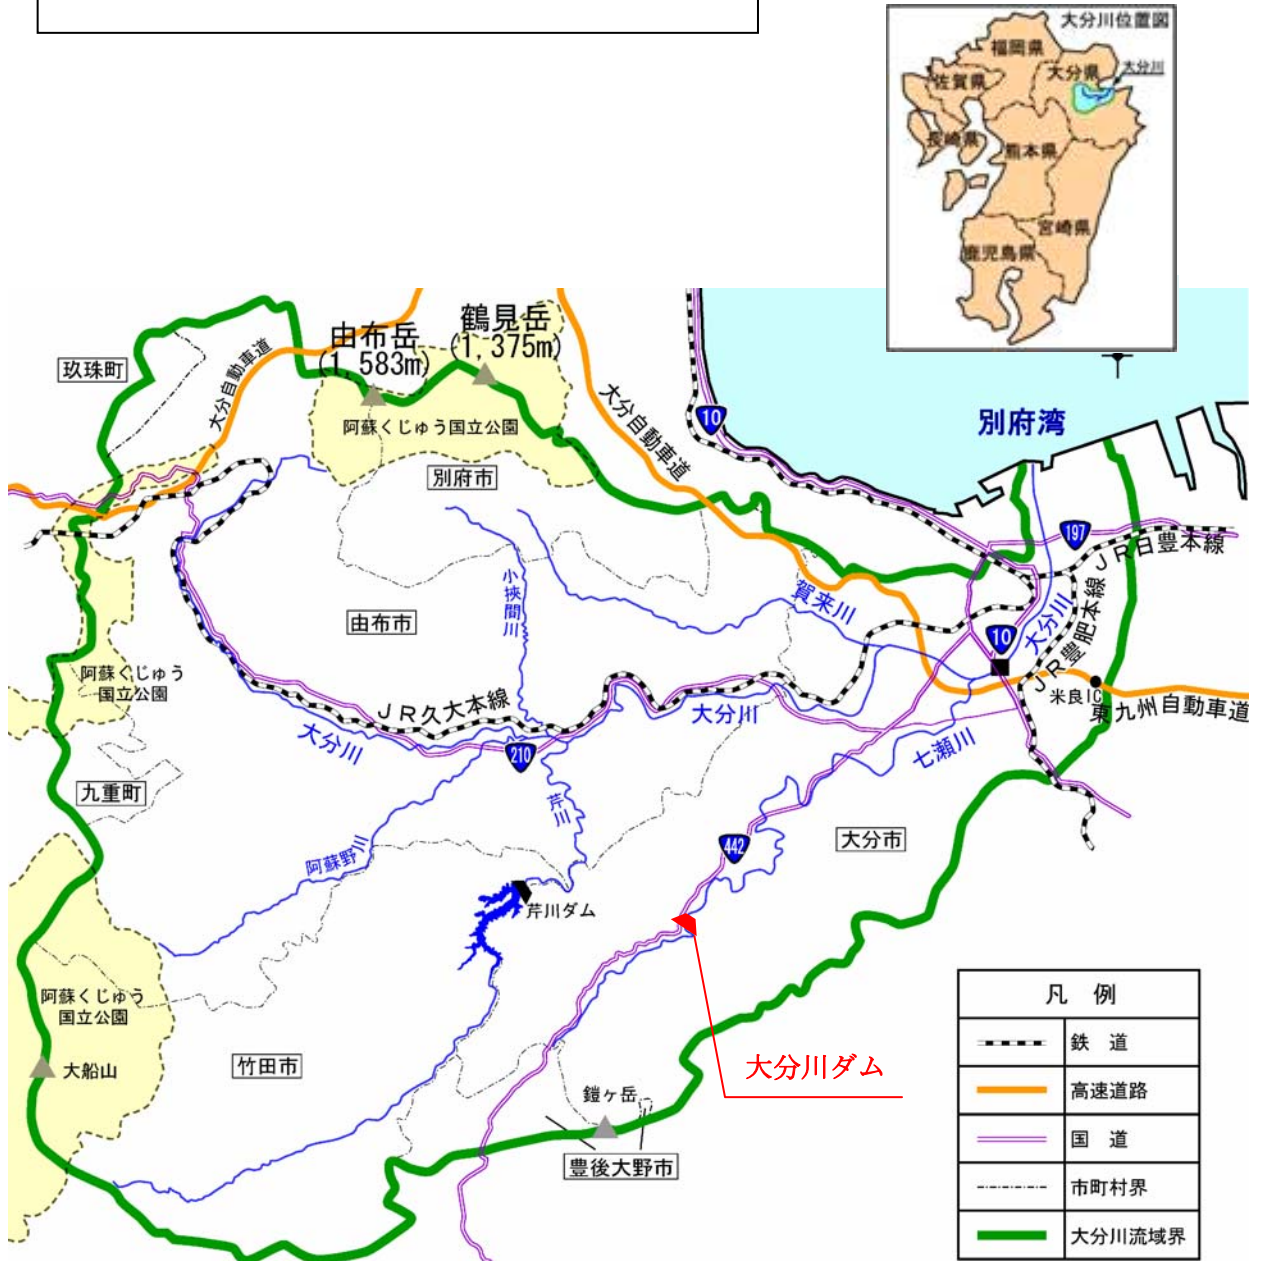 大分川位置図
福岡県
大分県
大分川
佐賀県
長崎県
熊本県
宮崎県
鹿児島県
鶴見岳
(1,375m)
由布岳
(1,583m)
玖珠町
大分自動車道
大分自動車道
阿蘇くじゅう国立公園
別府市
10
別府湾
197
ＪＲ日豊本線
小挾間川
賀来川
由布市
10
大分川
ＪＲ豊肥本線
米良IC
東九州自動車道
阿蘇くじゅう
国立公園
ＪＲ久大本線
大分川
大分川
210
七瀬川
九重町
芹川
大分市
442
阿蘇野川
芹川ダム
阿蘇くじゅう
国立公園
大船山
竹田市
大分川ダム
鎧ヶ岳
豊後大野市
凡　例
鉄　道
高速道路
国　道
市町村界
大分川流域界